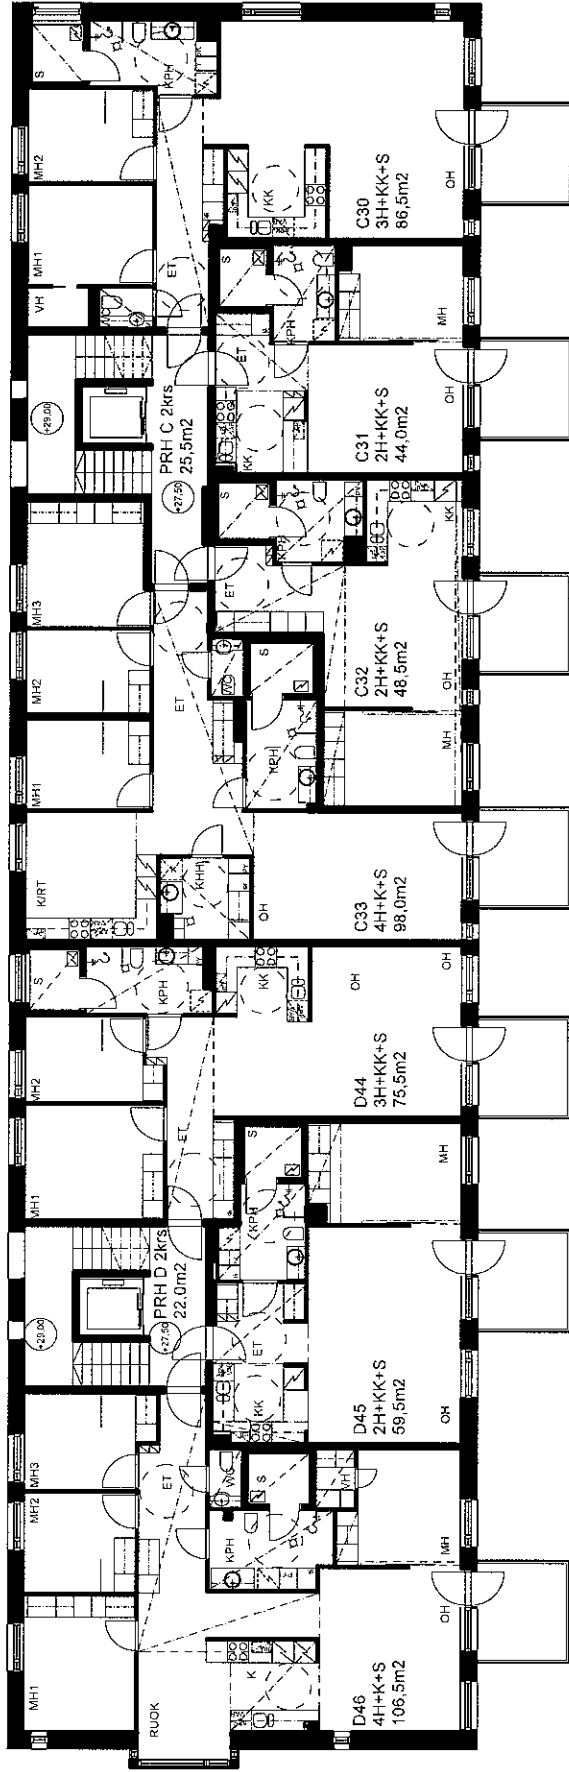 S
KPH
MH2
MH1
VH
WC
ET
KK
C30
3H+KK+S
86,5m2
OH
+29.00
PRH C 2krs
25,5m2
+27.50
S
KPH
ET
KK
MH
OH
C31
2H+KK+S
44,0m2
S
KPH
ET
KK
C32
2H+KK+S
48,5m2
OH
MH
MH3
MH2
MH1
ET
WC
S
KPH
K/RT
KHH
OH
C33
4H+K+S
98,0m2
S
KPH
KK
OH
OH
MH2
MH1
ET
D44
3H+KK+S
75,5m2
+29.00
PRH D 2krs
22.0m2
+27.50
S
KPH
MH
ET
KK
D45
2H+KK+S
59,5m2
OH
MH3
MH2
MH1
ET
WC
S
VH
KPH
MH
OH
RUOK
K
D46
4H+K+S
106,5m2